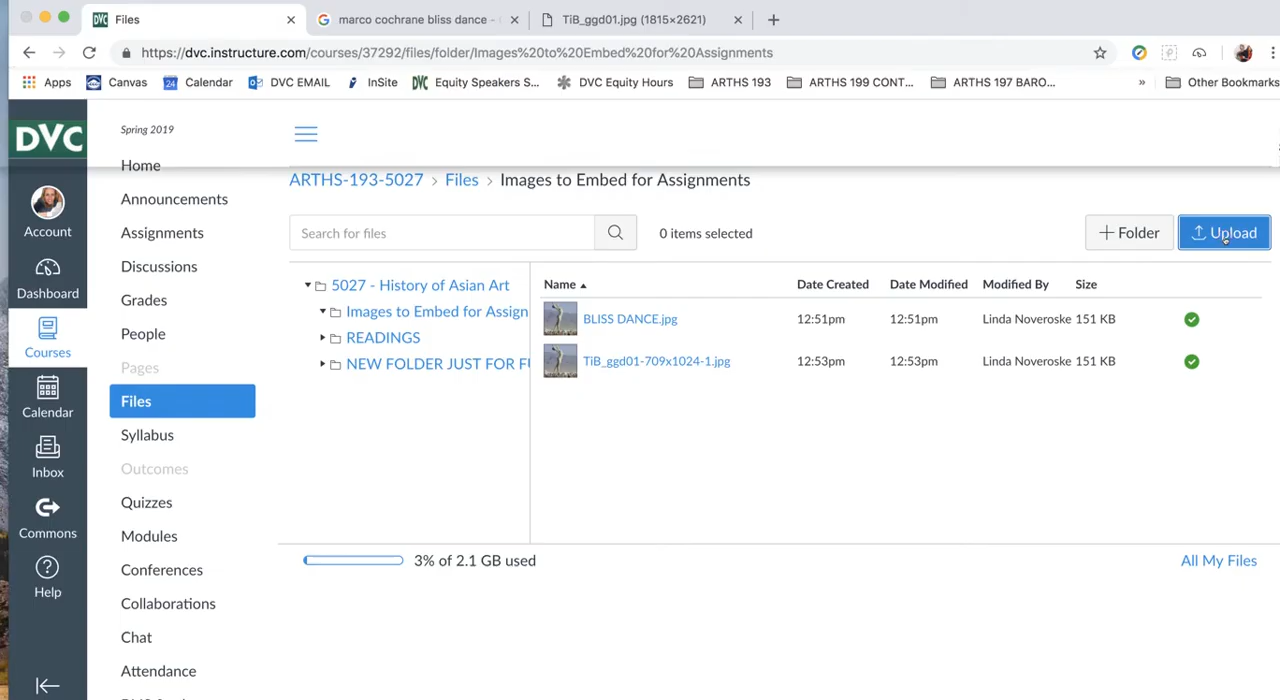 Files
marco cochrane bliss dance -
TiB_ggd01.jpg (1815×2621)
https://dvc.instructure.com/courses/37292/files/folder/Images%20to%20Embed%20for%20Assignments
Apps Canvas 24 Calendar DVC EMAIL InSite DVC Equity Speakers S... DVC Equity Hours ARTHS 193 ARTHS 199 CONT... ARTHS 197 BARO... » Other Bookmarks
DVC
Account
Dashboard
Courses
Calendar
Inbox
Commons
Help
Spring 2019
Home
Announcements
Assignments
Discussions
Grades
People
Pages
Files
Syllabus
Outcomes
Quizzes
Modules
Conferences
Collaborations
Chat
Attendance
ARTHS-193-5027 > Files > Images to Embed for Assignments
Search for files
0 items selected
+ Folder
Upload
5027 - History of Asian Art
Images to Embed for Assign
READINGS
NEW FOLDER JUST FOR FU
Name Date Created Date Modified Modified By Size
BLISS DANCE.jpg 12:51pm 12:51pm Linda Noveroske 151 KB
TiB_ggd01-709x1024-1.jpg 12:53pm 12:53pm Linda Noveroske 151 KB
3% of 2.1 GB used
All My Files